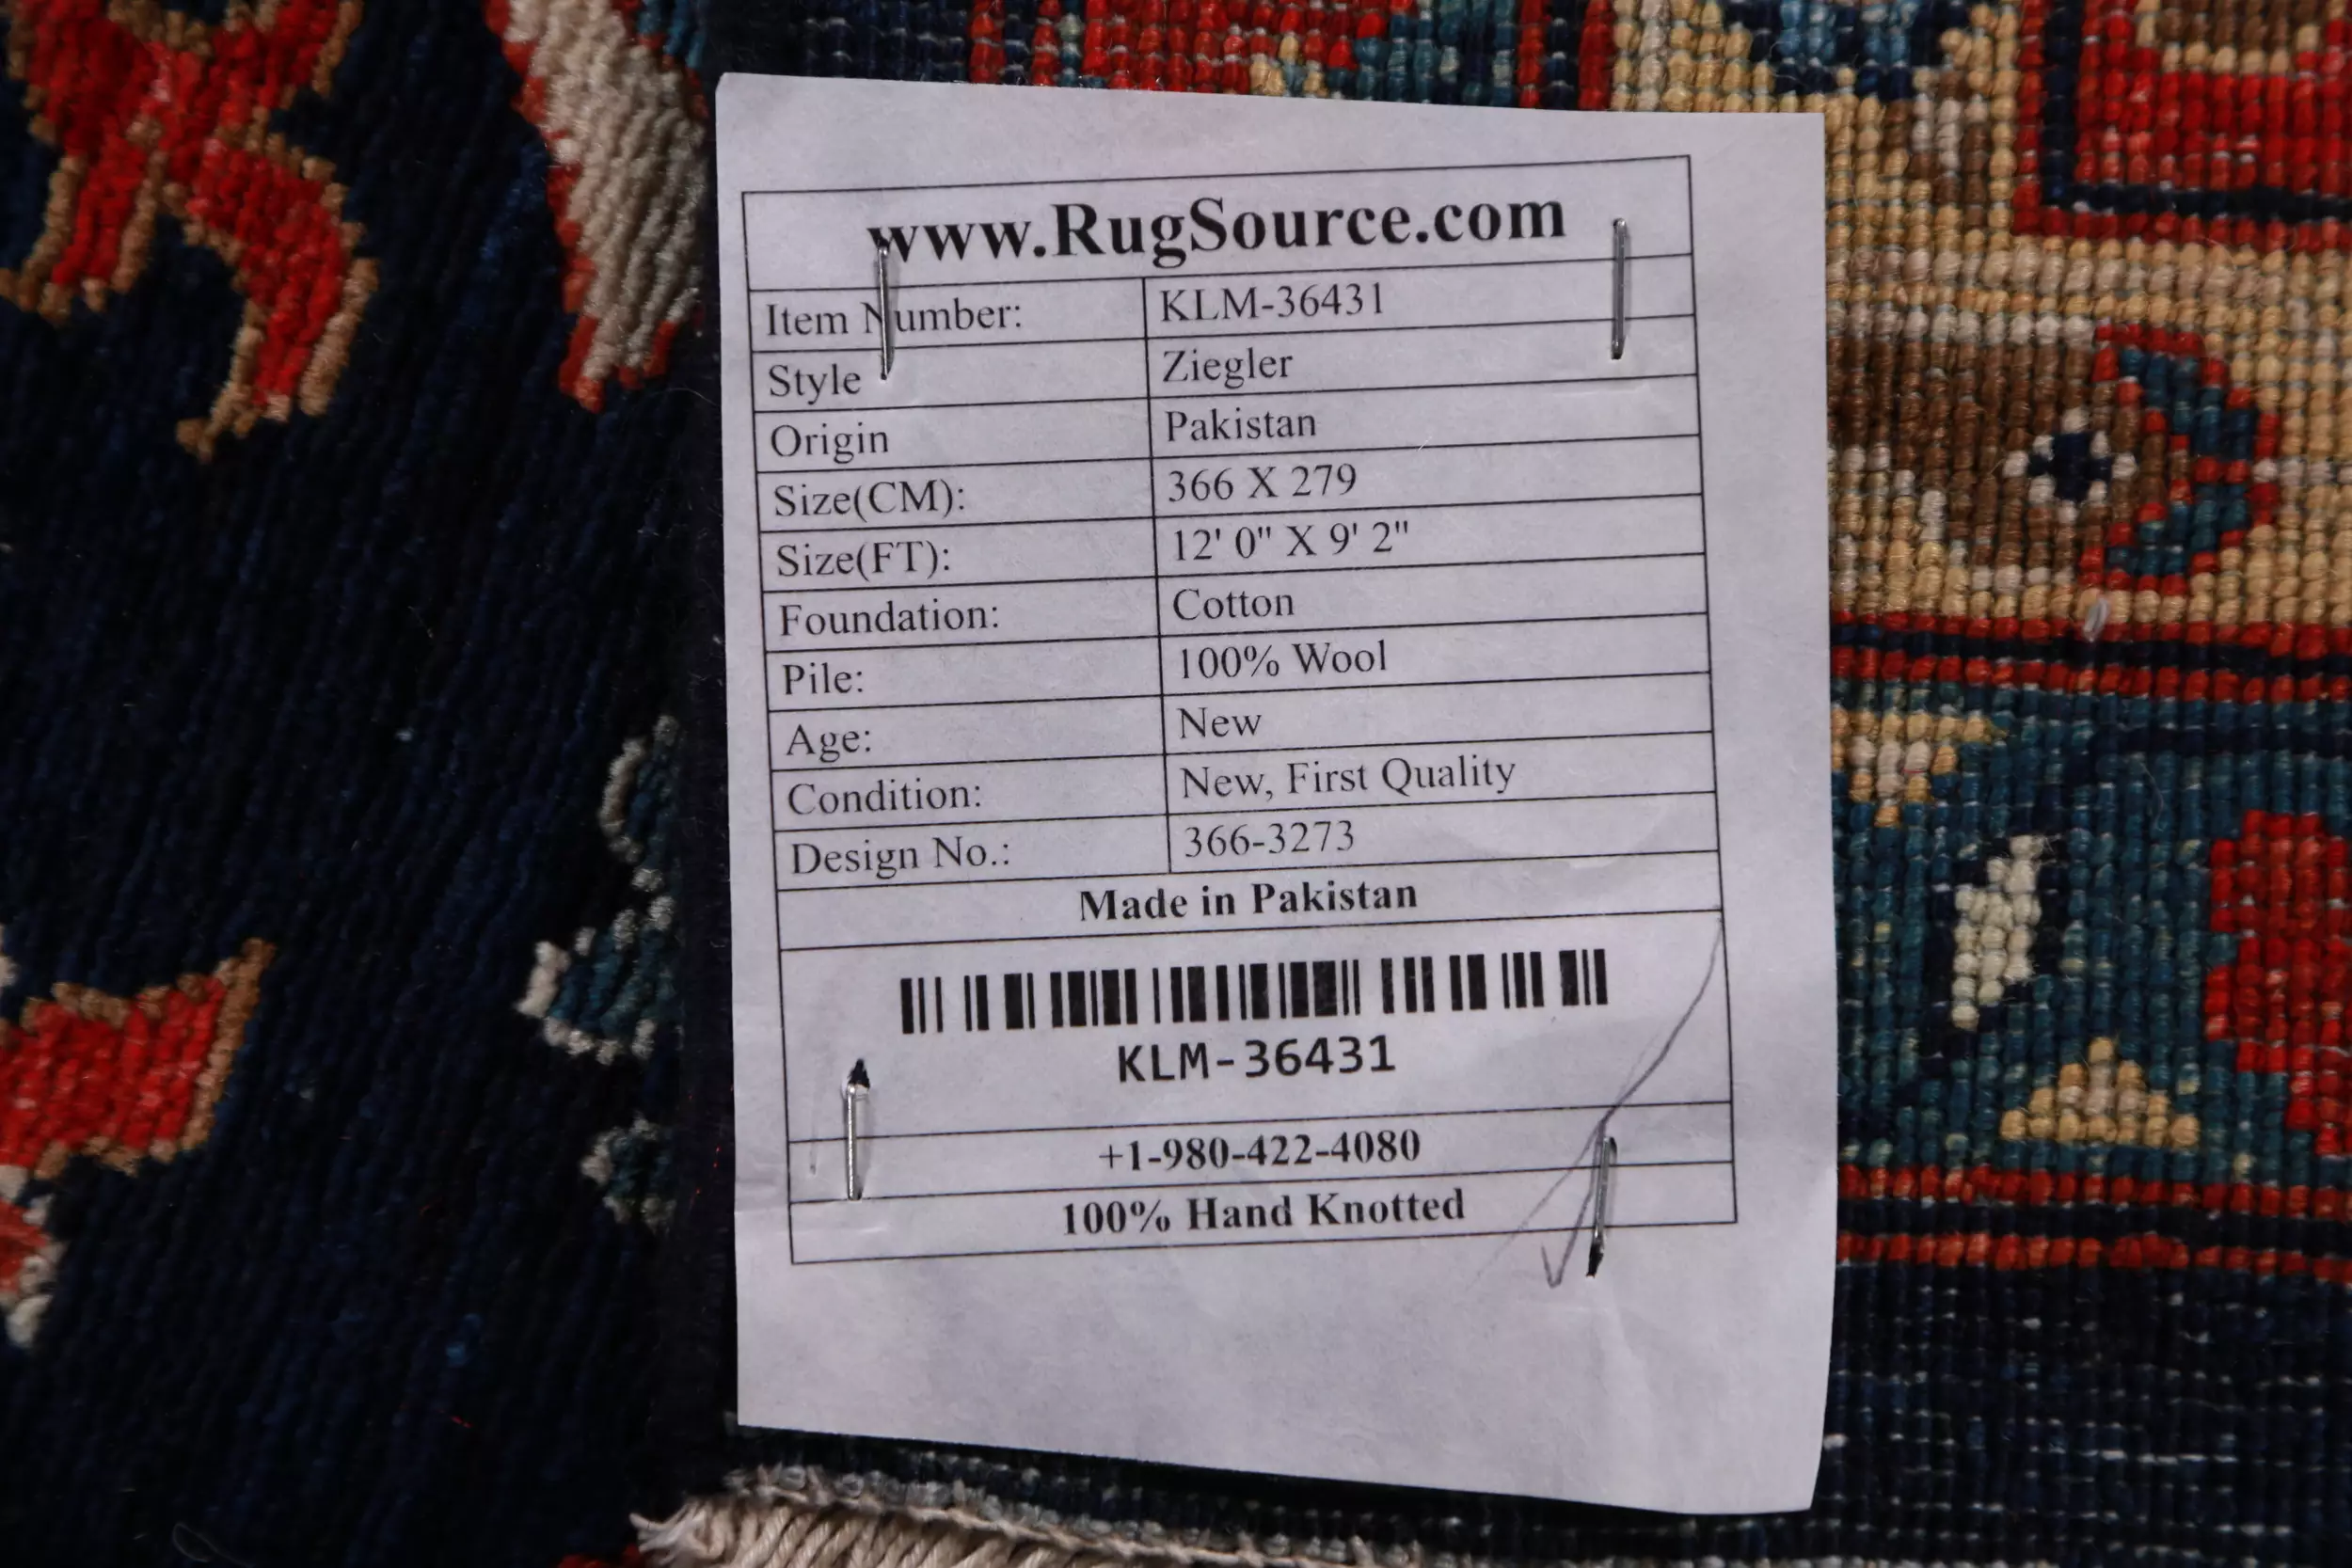 www.RugSource.com
Item Number: KLM-36431
Style Ziegler
Origin Pakistan
Size(CM): 366 X 279
Size(FT): 12' 0" X 9' 2"
Foundation: Cotton
Pile: 100% Wool
Age: New
Condition: New, First Quality
Design No.: 366-3273
Made in Pakistan
KLM-36431
+1-980-422-4080
100% Hand Knotted